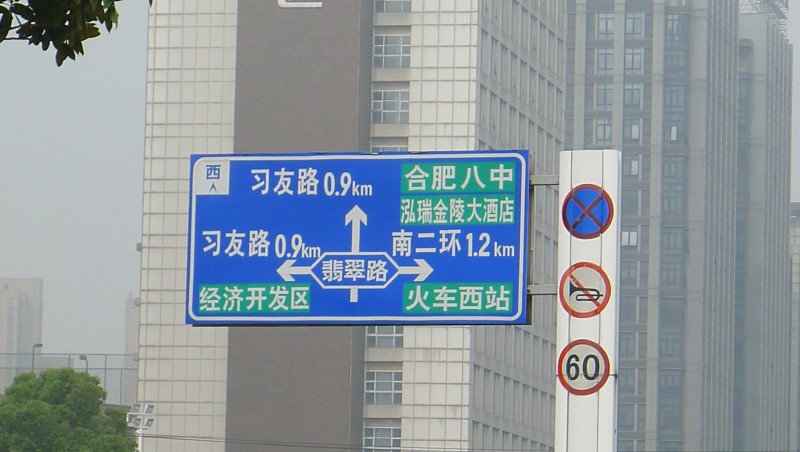 西
习友路 0.9km
合肥八中
泓瑞金陵大酒店
习友路 0.9km
南二环 1.2km
翡翠路
经济开发区
火车西站
60